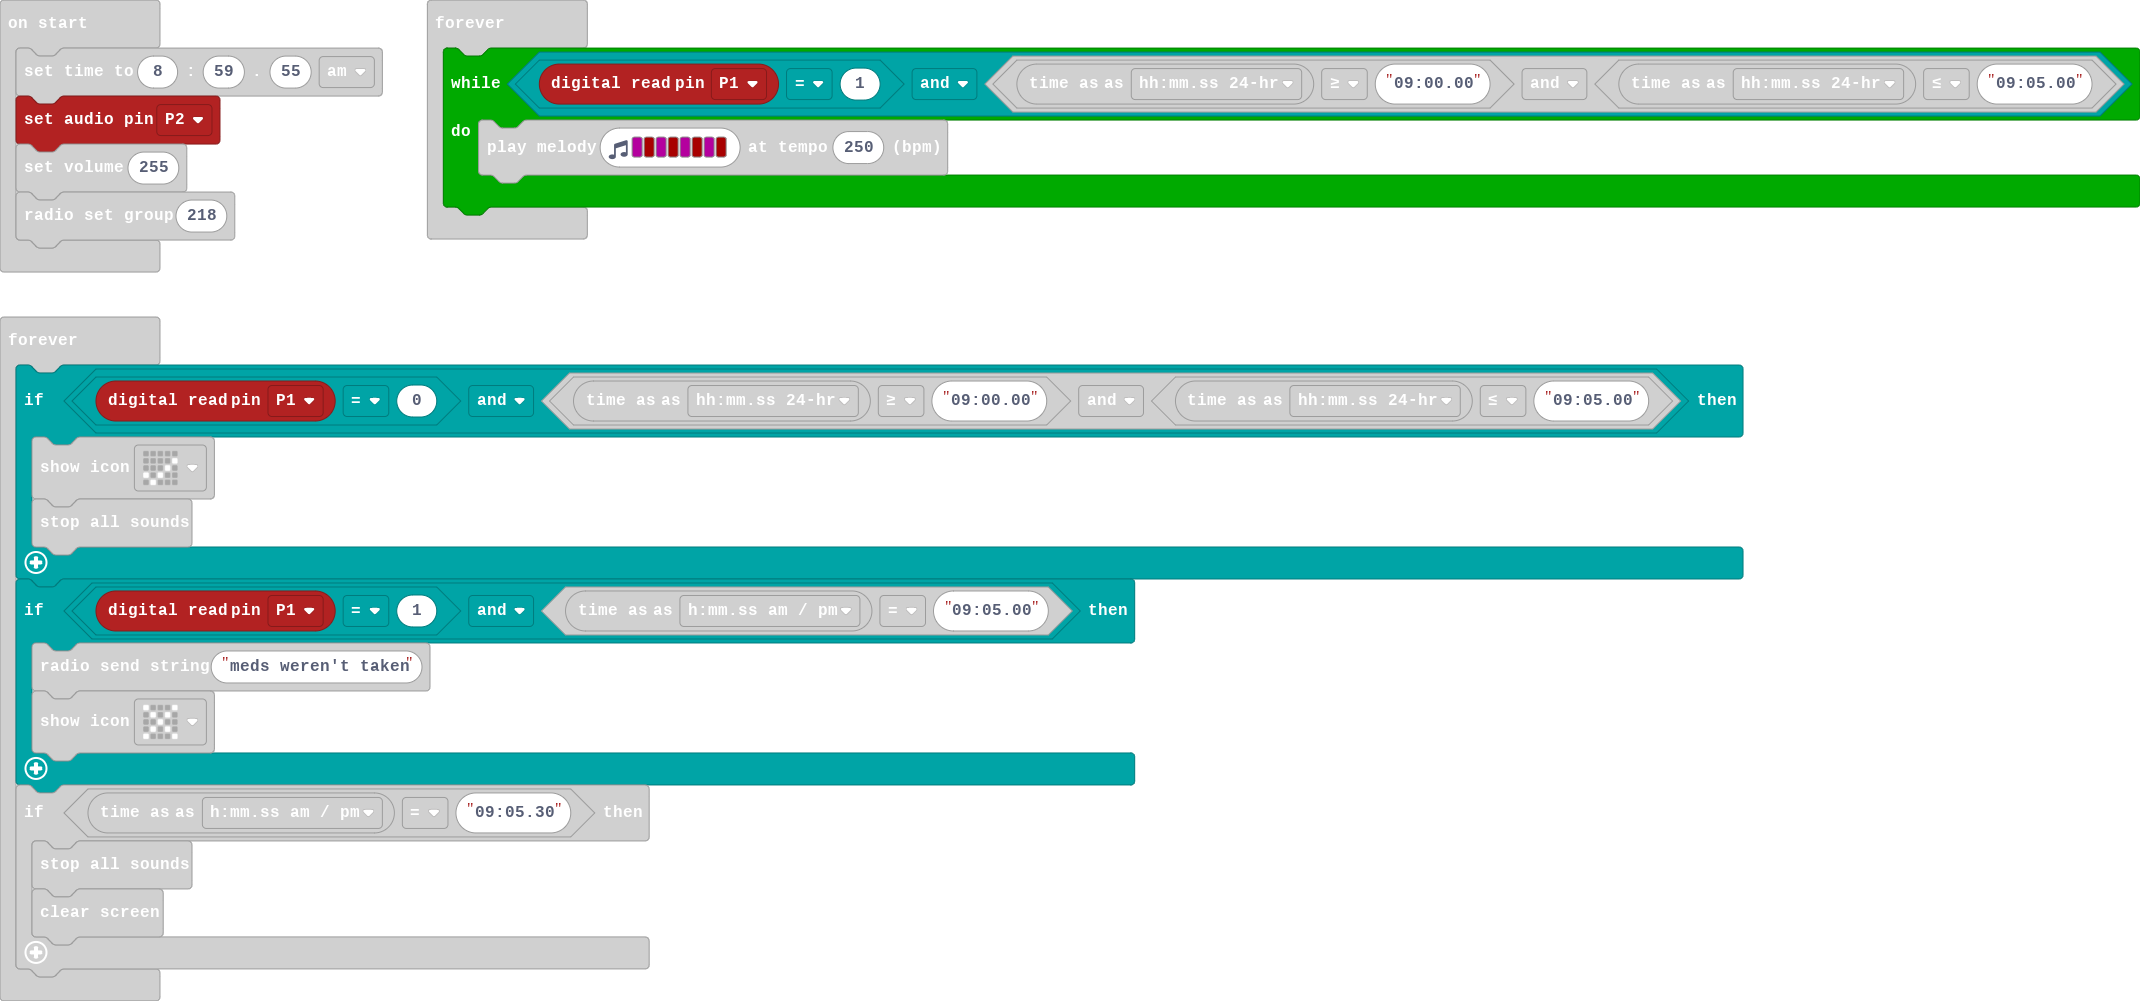 on start
set time to 8 : 59 . 55 am
set audio pin P2
set volume 255
radio set group 218
forever
while digital read pin P1 = 1 and time as as hh:mm.ss 24-hr ≥ "09:00.00" and time as as hh:mm.ss 24-hr ≤ "09:05.00"
do play melody at tempo 250 (bpm)
forever
if digital read pin P1 = 0 and time as as hh:mm.ss 24-hr ≥ "09:00.00" and time as as hh:mm.ss 24-hr ≤ "09:05.00" then
show icon
stop all sounds
if digital read pin P1 = 1 and time as as h:mm.ss am / pm = "09:05.00" then
radio send string "meds weren't taken"
show icon
if time as as h:mm.ss am / pm = "09:05.30" then
stop all sounds
clear screen